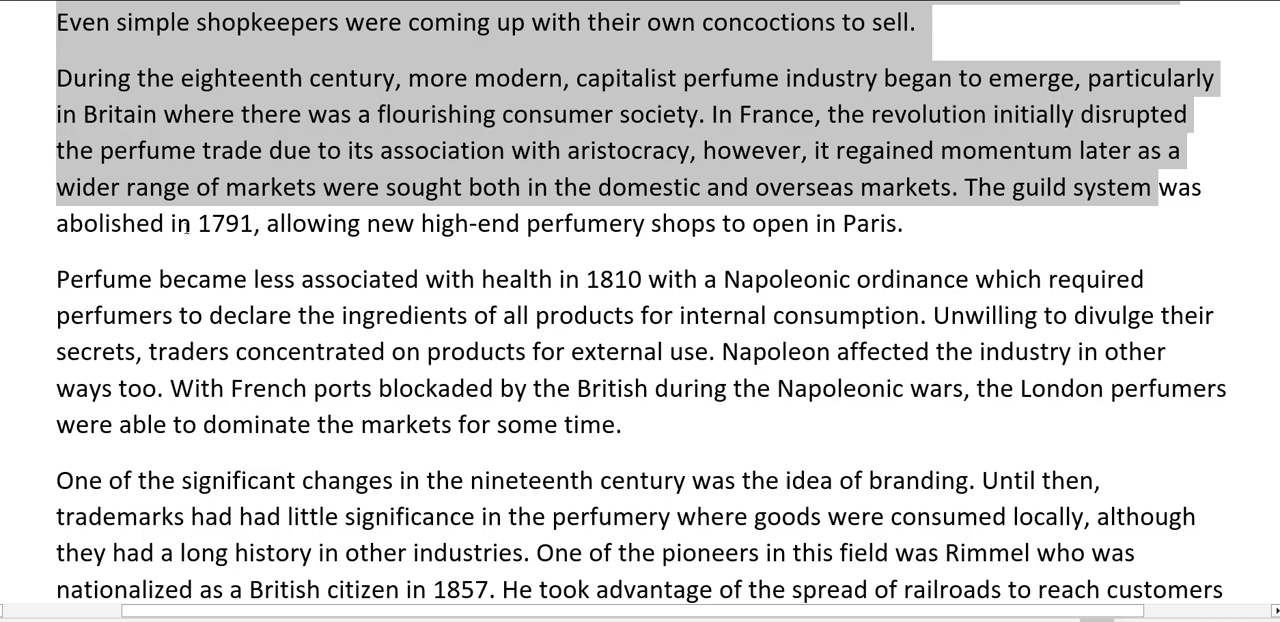 Even simple shopkeepers were coming up with their own concoctions to sell.
During the eighteenth century, more modern, capitalist perfume industry began to emerge, particularly
in Britain where there was a flourishing consumer society. In France, the revolution initially disrupted
the perfume trade due to its association with aristocracy, however, it regained momentum later as a
wider range of markets were sought both in the domestic and overseas markets. The guild system was
abolished in 1791, allowing new high-end perfumery shops to open in Paris.
Perfume became less associated with health in 1810 with a Napoleonic ordinance which required
perfumers to declare the ingredients of all products for internal consumption. Unwilling to divulge their
secrets, traders concentrated on products for external use. Napoleon affected the industry in other
ways too. With French ports blockaded by the British during the Napoleonic wars, the London perfumers
were able to dominate the markets for some time.
One of the significant changes in the nineteenth century was the idea of branding. Until then,
trademarks had had little significance in the perfumery where goods were consumed locally, although
they had a long history in other industries. One of the pioneers in this field was Rimmel who was
nationalized as a British citizen in 1857. He took advantage of the spread of railroads to reach customers